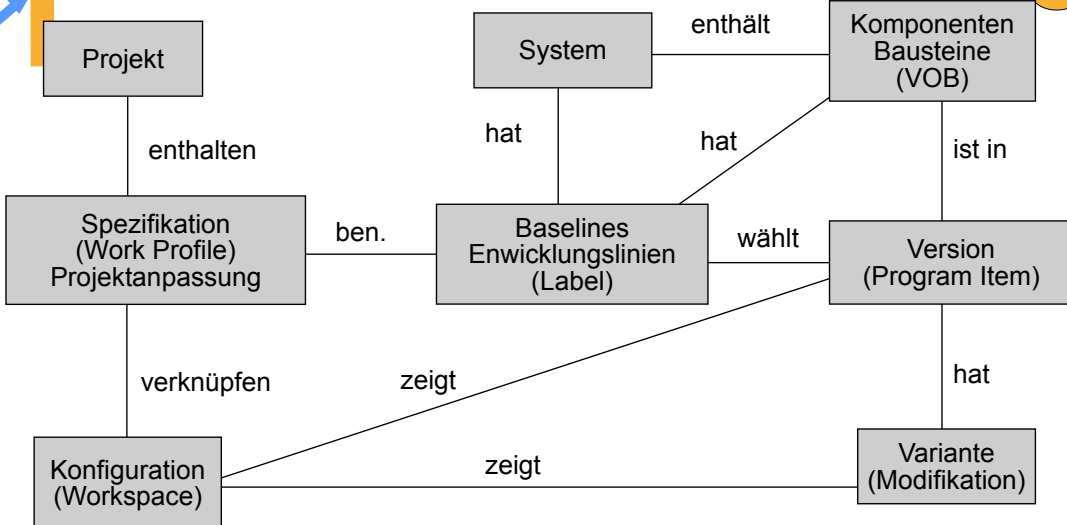 Projekt
System
enthält
Komponenten
Bausteine
(VOB)
enthalten
hat
hat
ist in
Spezifikation
(Work Profile)
Projektanpassung
ben.
Baselines
Enwicklungslinien
(Label)
wählt
Version
(Program Item)
verknüpfen
zeigt
hat
Konfiguration
(Workspace)
zeigt
Variante
(Modifikation)